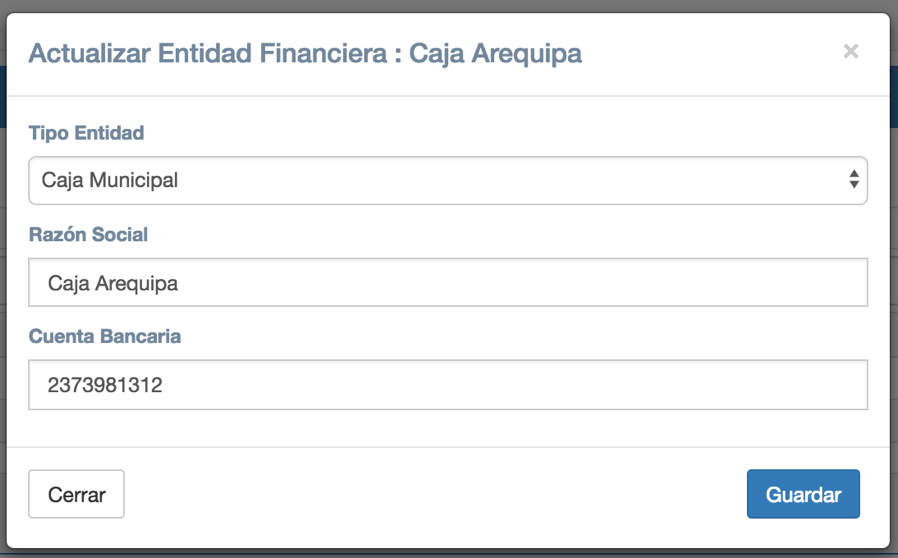 Actualizar Entidad Financiera : Caja Arequipa
×
Tipo Entidad
Caja Municipal
Razón Social
Caja Arequipa
Cuenta Bancaria
2373981312
Cerrar
Guardar